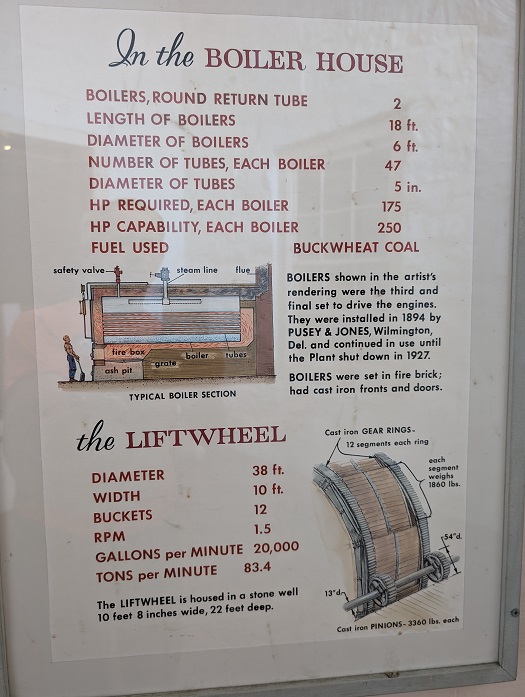 In the BOILER HOUSE
BOILERS, ROUND RETURN TUBE 2
LENGTH OF BOILERS 18 ft.
DIAMETER OF BOILERS 6 ft.
NUMBER OF TUBES, EACH BOILER 47
DIAMETER OF TUBES 5 in.
HP REQUIRED, EACH BOILER 175
HP CAPABILITY, EACH BOILER 250
FUEL USED BUCKWHEAT COAL
safety valve
steam line
flue
fire box
ash pit
grate
boiler
tubes
TYPICAL BOILER SECTION
BOILERS shown in the artist's
rendering were the third and
final set to drive the engines.
They were installed in 1894 by
PUSEY & JONES, Wilmington,
Del. and continued in use until
the Plant shut down in 1927.
BOILERS were set in fire brick;
had cast iron fronts and doors.
the LIFTWHEEL
DIAMETER 38 ft.
WIDTH 10 ft.
BUCKETS 12
RPM 1.5
GALLONS per MINUTE 20,000
TONS per MINUTE 83.4
The LIFTWHEEL is housed in a stone well
10 feet 8 inches wide, 22 feet deep.
Cast iron GEAR RINGS-
12 segments each ring
each
segment
weighs
1860 lbs.
54"d.
13"d.
Cast iron PINIONS-3360 lbs. each